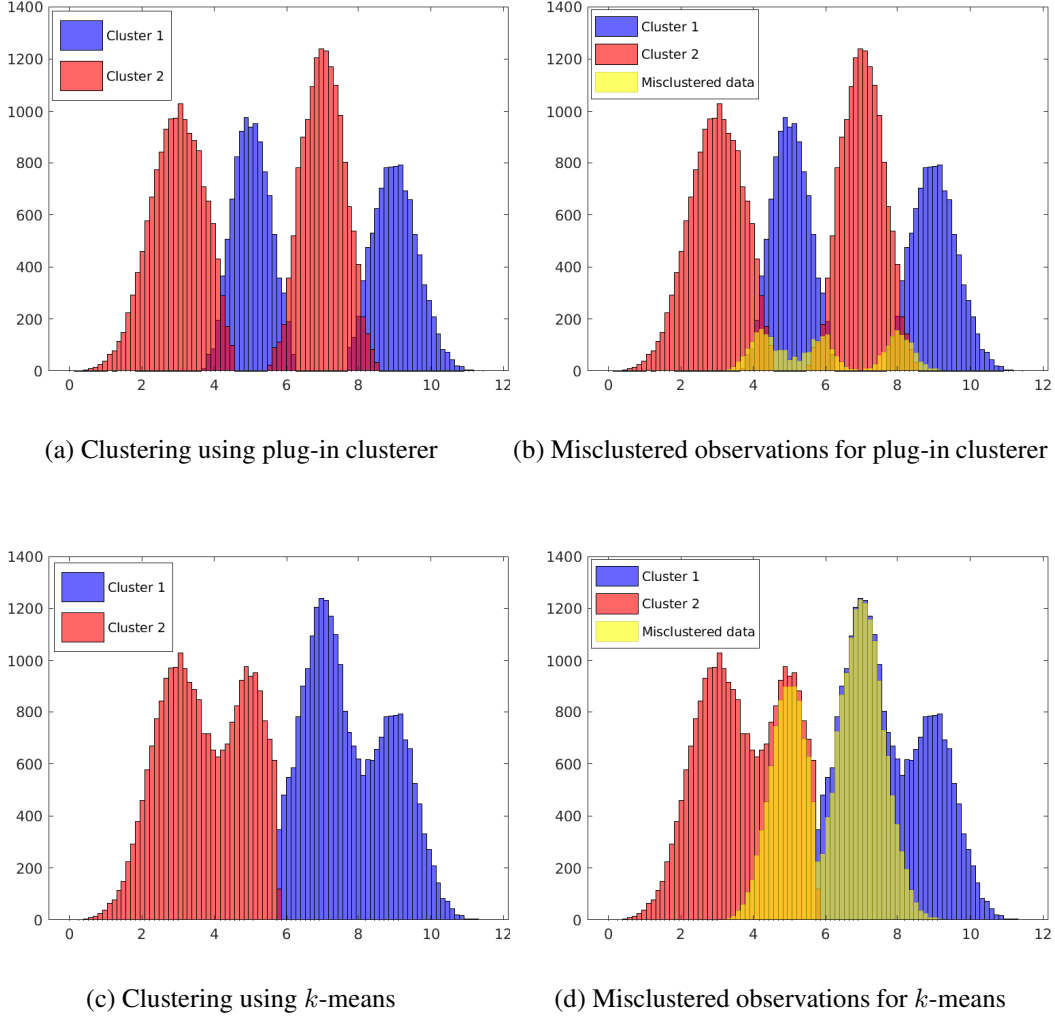 1400
1200
1000
800
600
400
200
0
0 2 4 6 8 10 12
Cluster 1
Cluster 2
(a) Clustering using plug-in clusterer
1400
1200
1000
800
600
400
200
0
0 2 4 6 8 10 12
Cluster 1
Cluster 2
Misclustered data
(b) Misclustered observations for plug-in clusterer
1400
1200
1000
800
600
400
200
0
0 2 4 6 8 10 12
Cluster 1
Cluster 2
(c) Clustering using k-means
1400
1200
1000
800
600
400
200
0
0 2 4 6 8 10 12
Cluster 1
Cluster 2
Misclustered data
(d) Misclustered observations for k-means